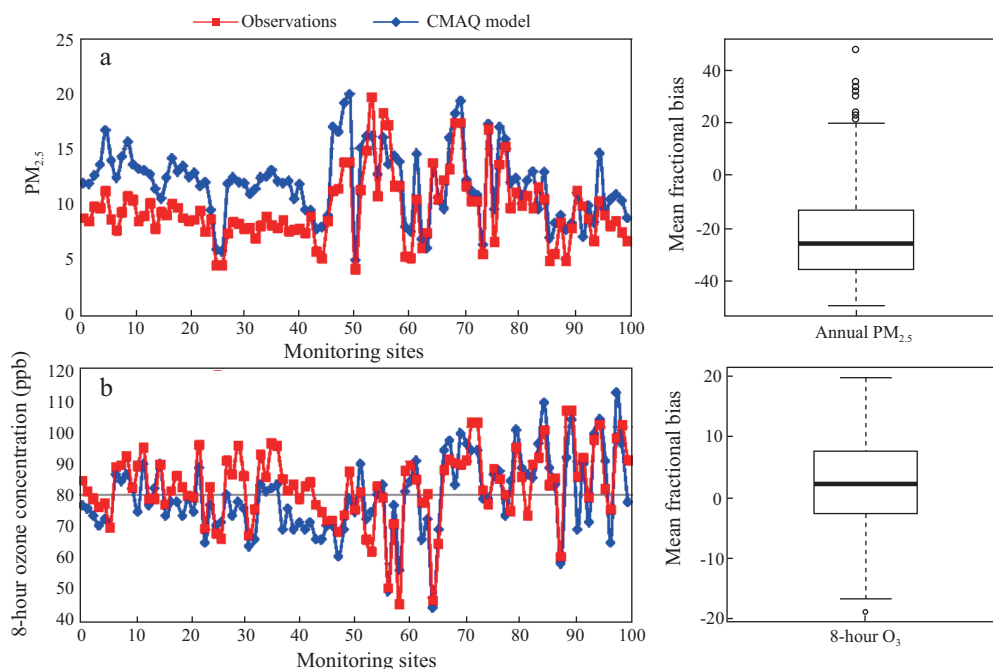 Observations CMAQ model
a
PM2.5
25
20
15
10
5
0
0 10 20 30 40 50 60 70 80 90 100
Monitoring sites
Mean fractional bias
40
20
0
-20
-40
Annual PM2.5
b
8-hour ozone concentration (ppb)
120
110
100
90
80
70
60
50
40
0 10 20 30 40 50 60 70 80 90 100
Monitoring sites
Mean fractional bias
20
10
0
-10
-20
8-hour O3